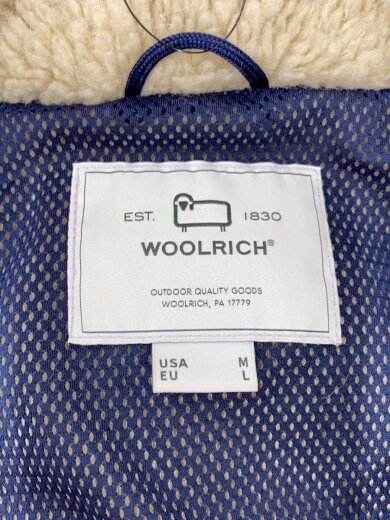 EST. 1830
WOOLRICH®
OUTDOOR QUALITY GOODS
WOOLRICH, PA 17779
USA M
EU L